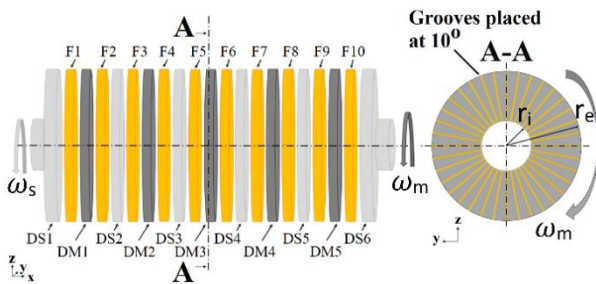 A
F1 F2 F3 F4 F5 F6 F7 F8 F9 F10
ωs
ωm
DS1 DS2 DS3 DS4 DS5 DS6
DM1 DM2 DM3 DM4 DM5
A
z
y
x
Grooves placed
at 10°
A-A
ri
re
z
y
ωm